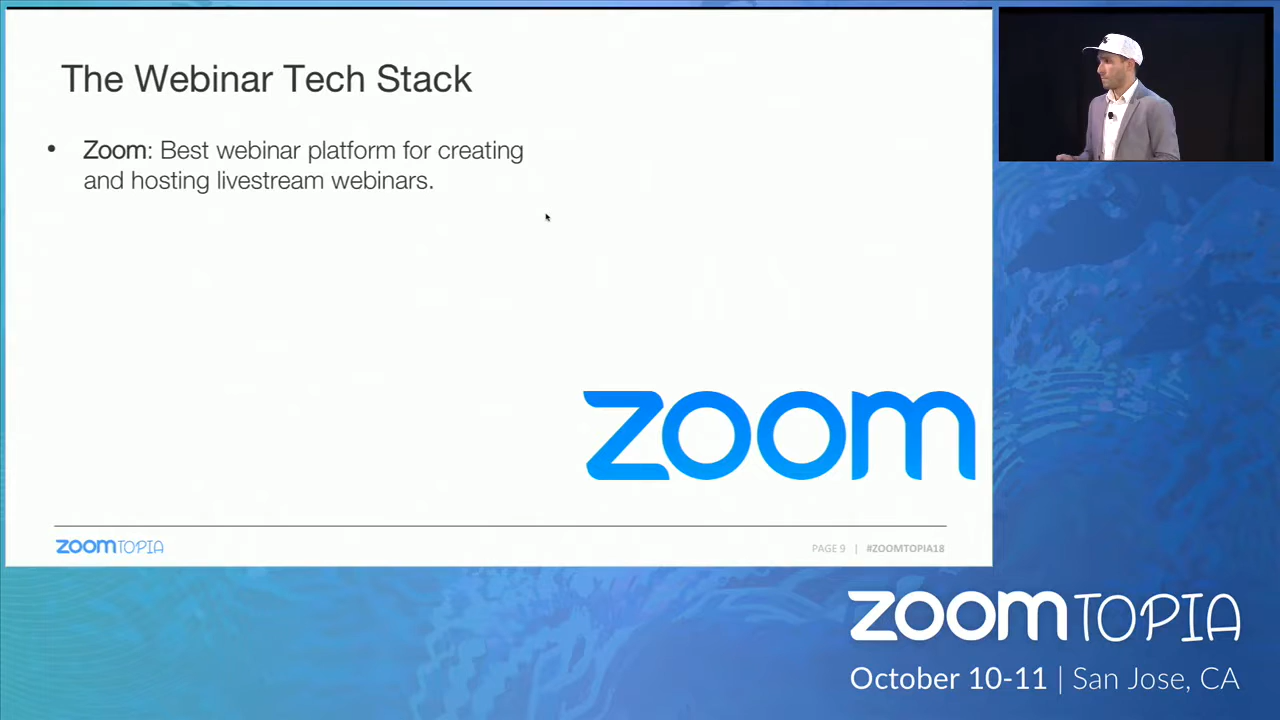 The Webinar Tech Stack
• Zoom: Best webinar platform for creating
and hosting livestream webinars.
zoom
zoomTOPIA
PAGE 9 | #ZOOMTOPIA18
zoomTOPIA
October 10-11 | San Jose, CA